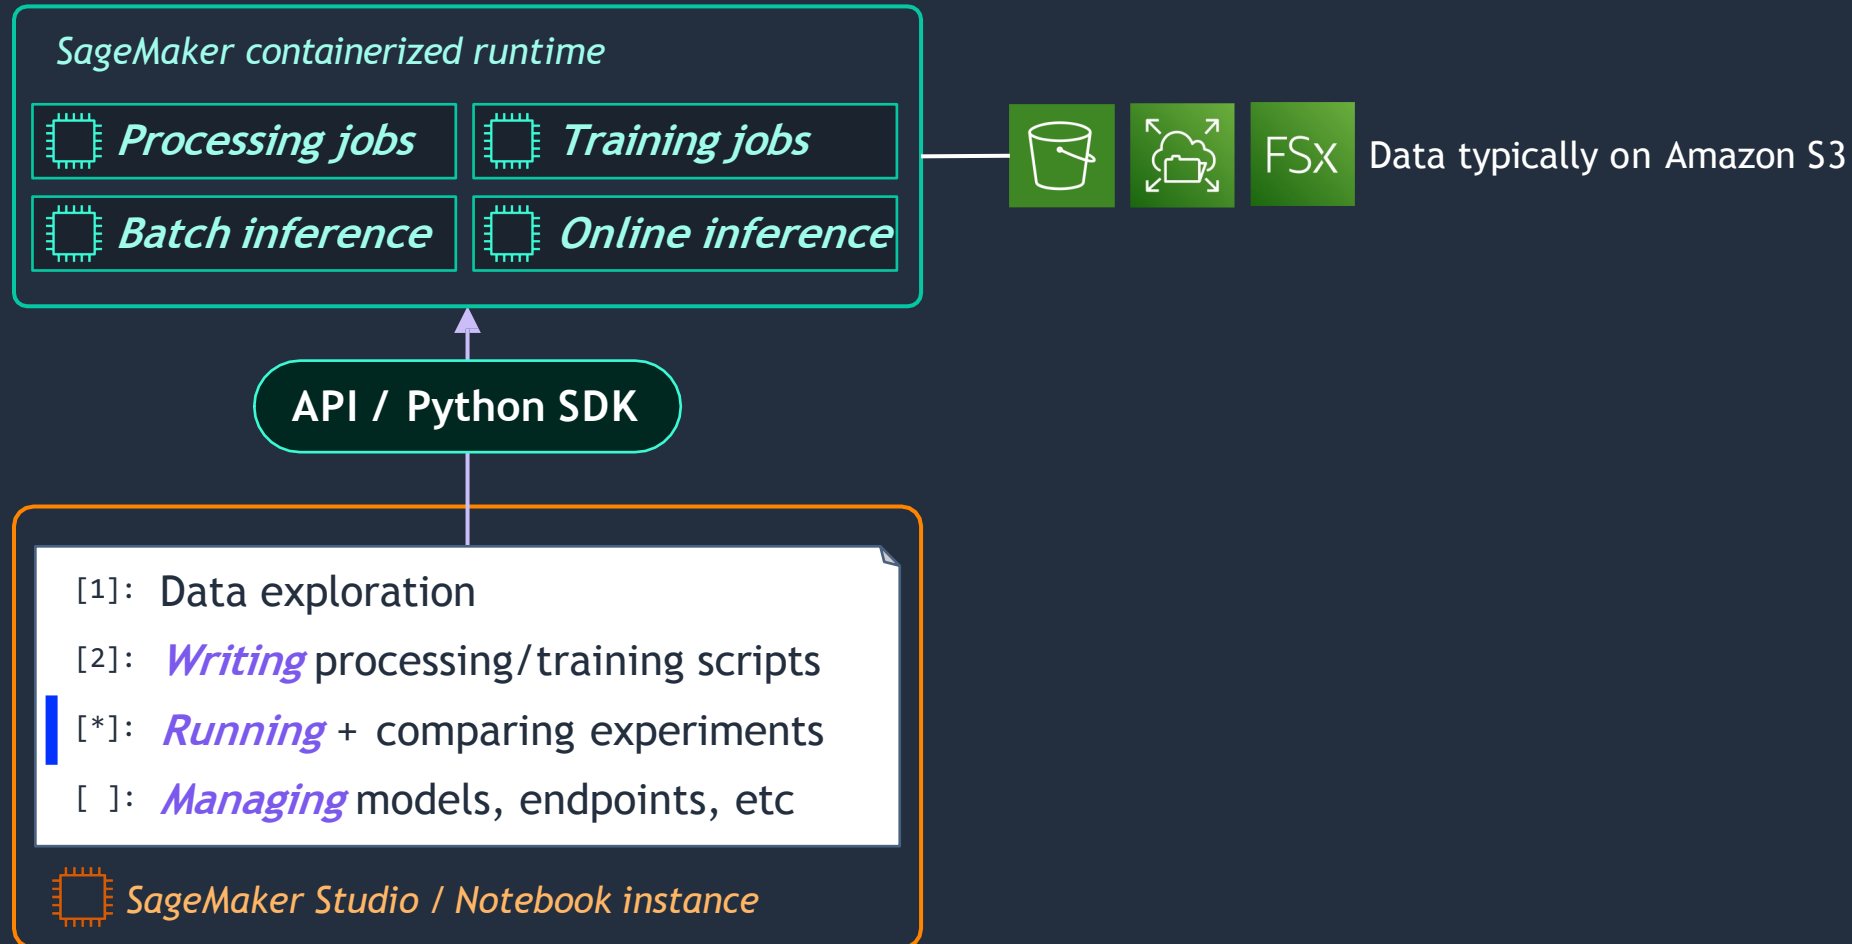 SageMaker containerized runtime
Processing jobs
Training jobs
Batch inference
Online inference
FSx
Data typically on Amazon S3
API / Python SDK
[1]: Data exploration
[2]: Writing processing/training scripts
[*]: Running + comparing experiments
[ ]: Managing models, endpoints, etc
SageMaker Studio / Notebook instance